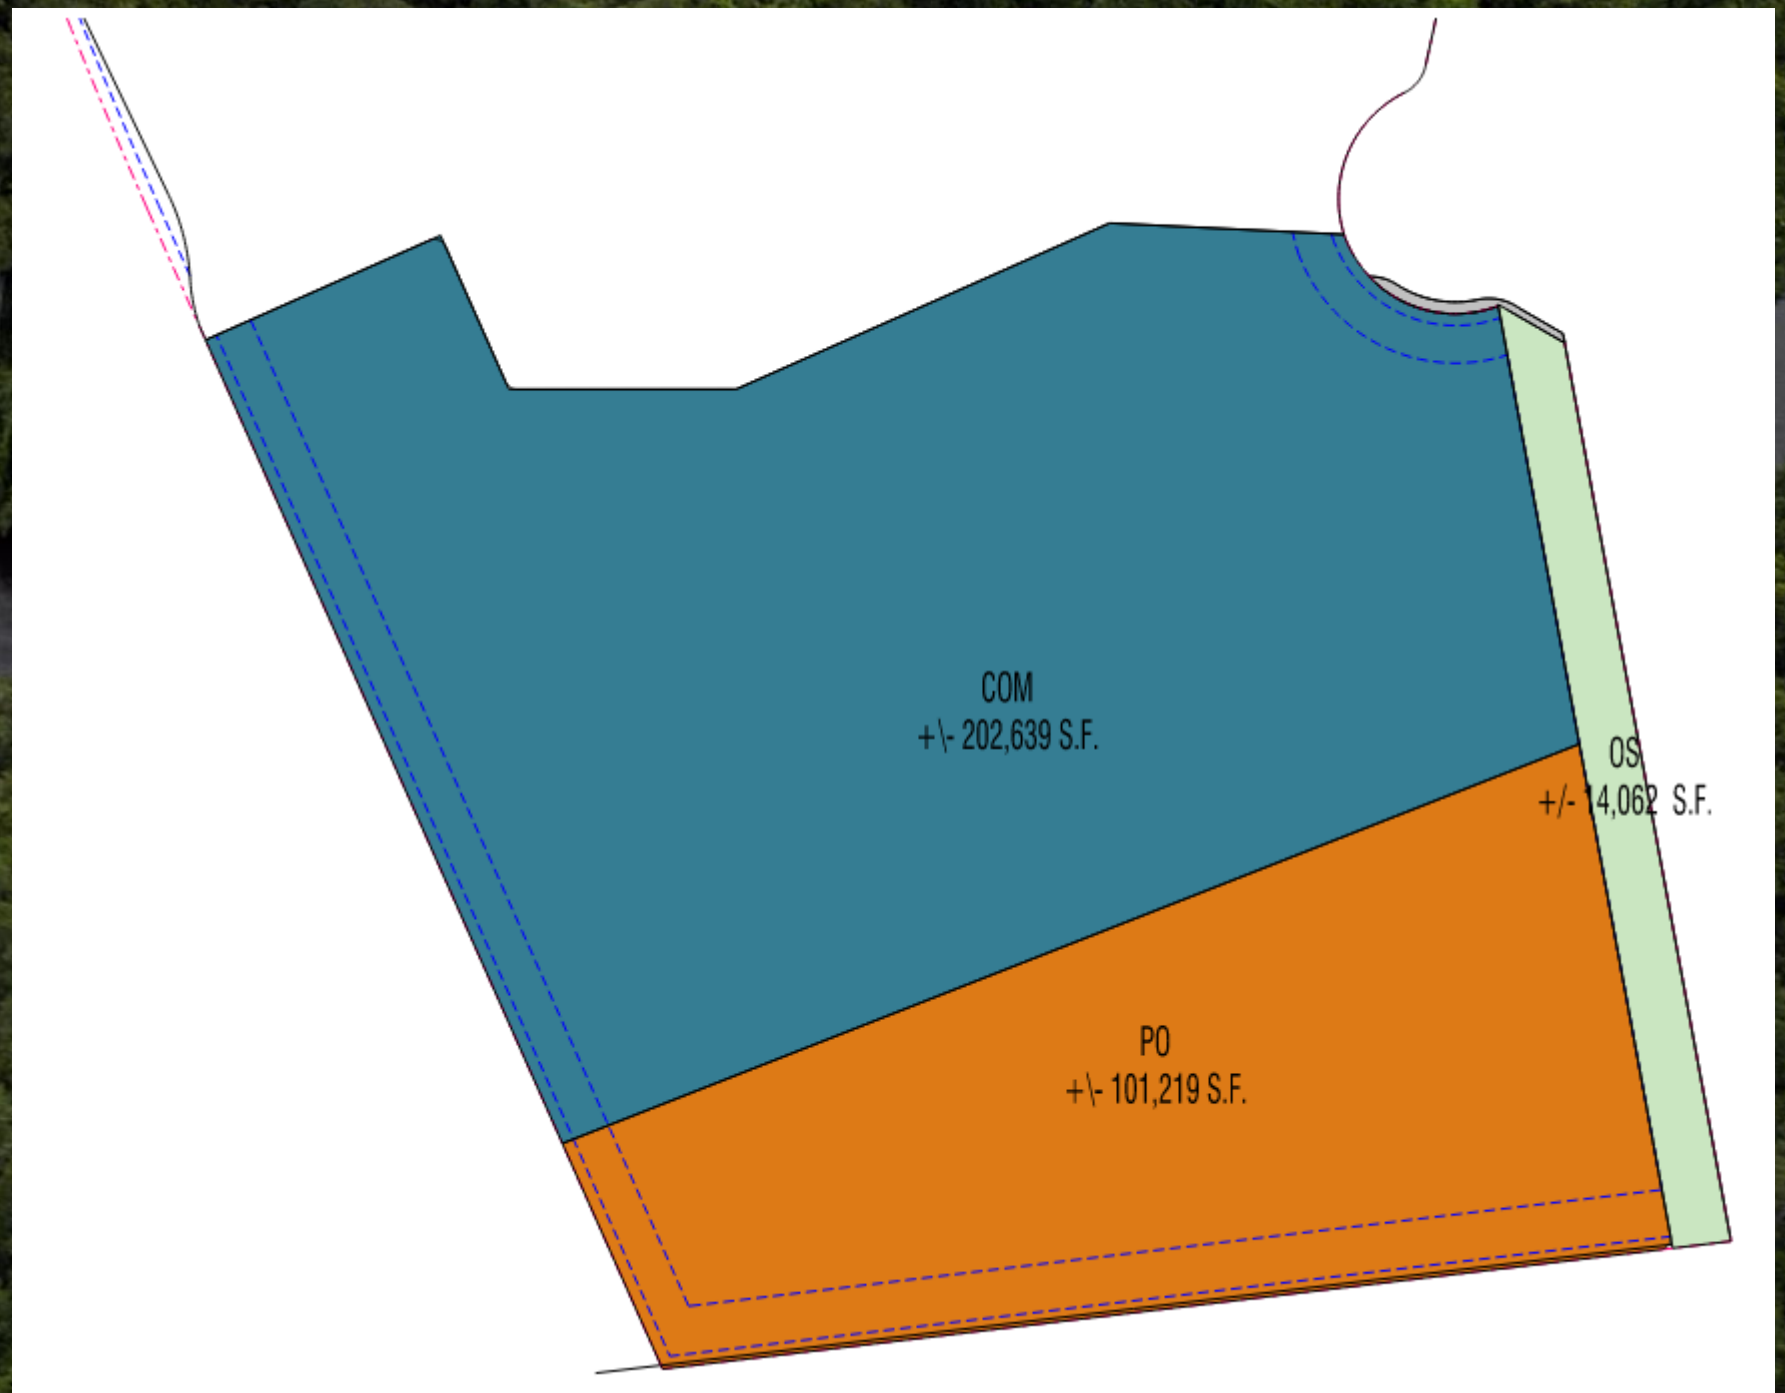 COM
+\- 202,639 S.F.
OS
+/- 14,062 S.F.
PO
+\- 101,219 S.F.